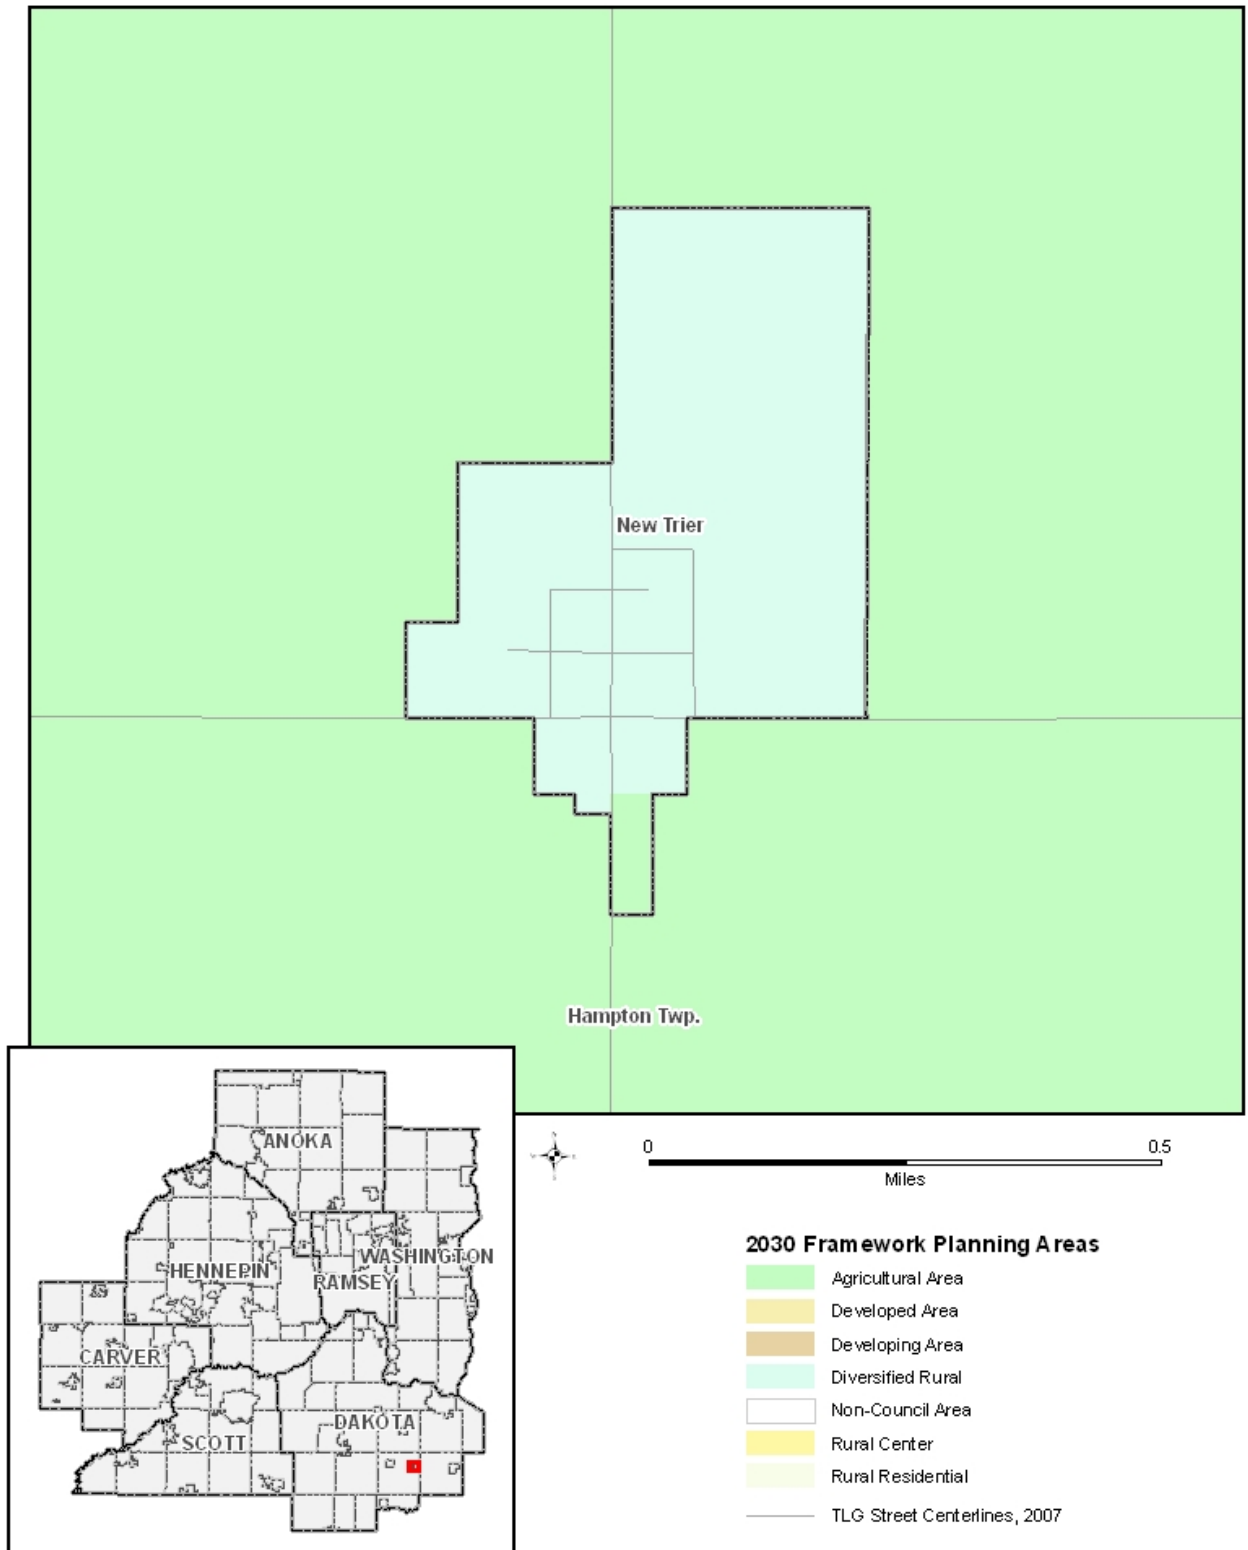 New Trier
Hampton Twp.
ANOKA
WASHINGTON
HENNEPIN
RAMSEY
CARVER
DAKOTA
SCOTT
0 0.5
Miles
2030 Framework Planning Areas
Agricultural Area
Developed Area
Developing Area
Diversified Rural
Non-Council Area
Rural Center
Rural Residential
TLG Street Centerlines, 2007